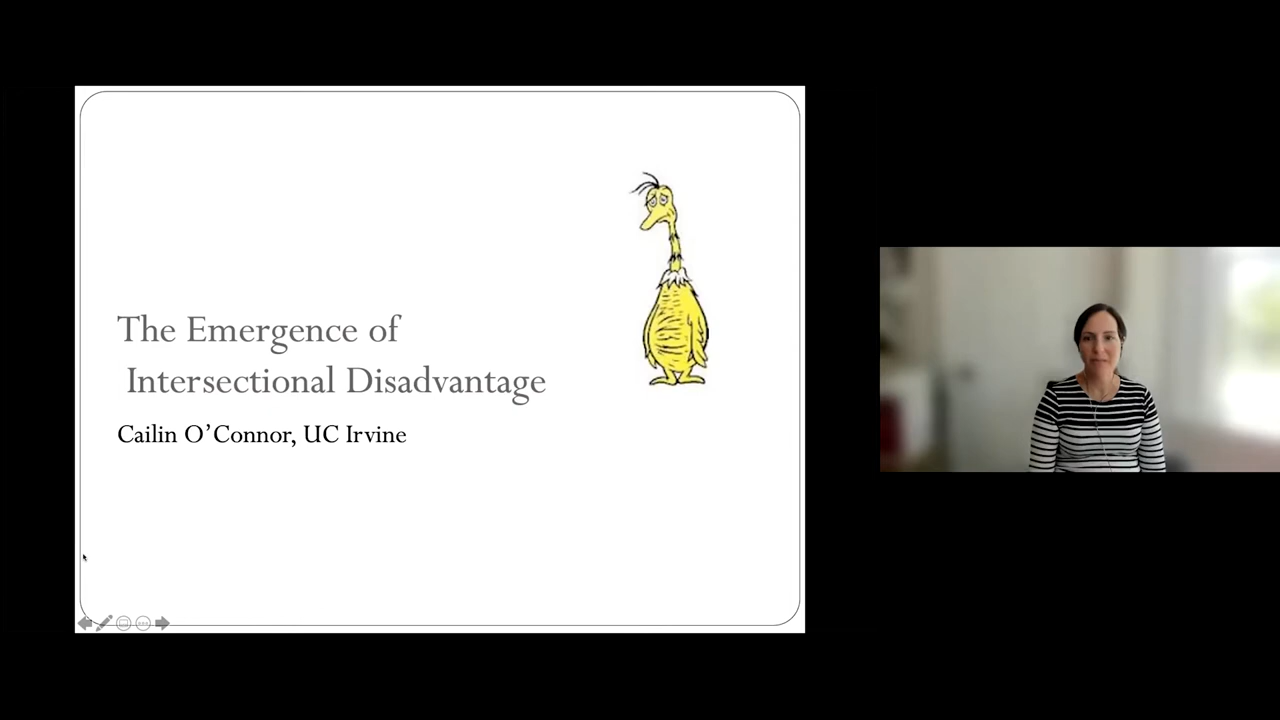 The Emergence of
Intersectional Disadvantage
Cailin O’Connor, UC Irvine